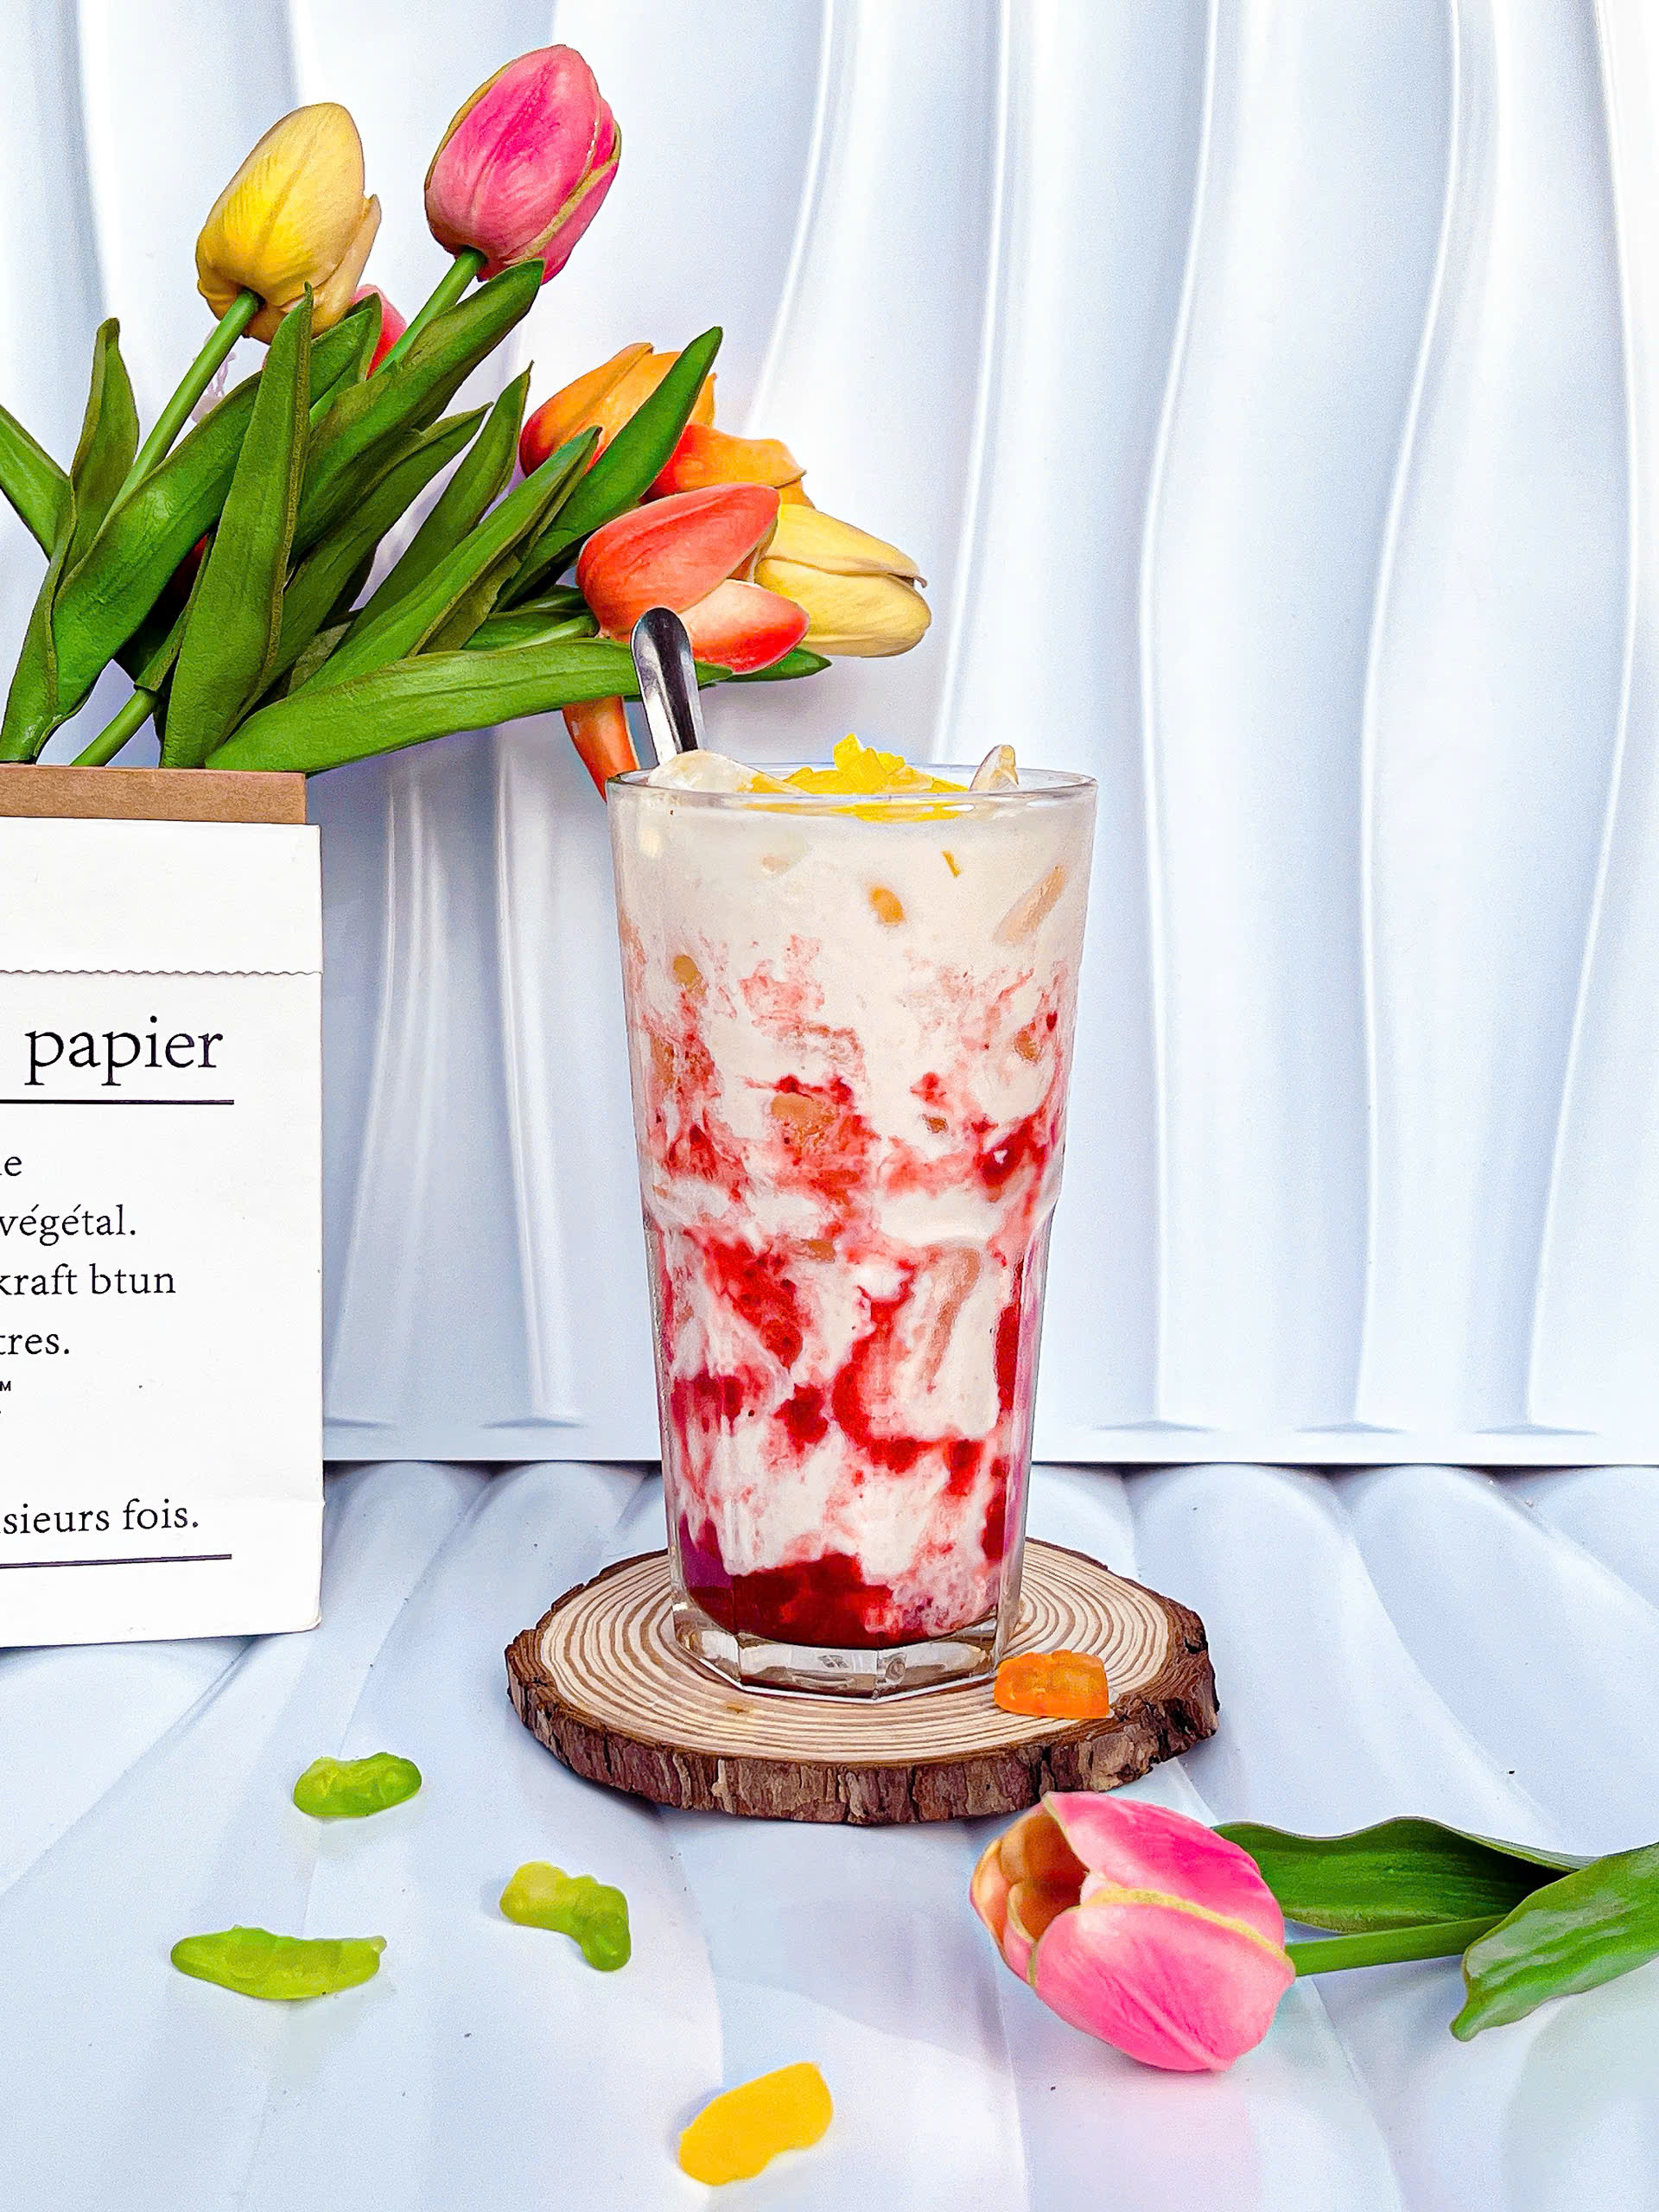 papier
e
végétal.
kraft btun
tres.
M
sieurs fois.